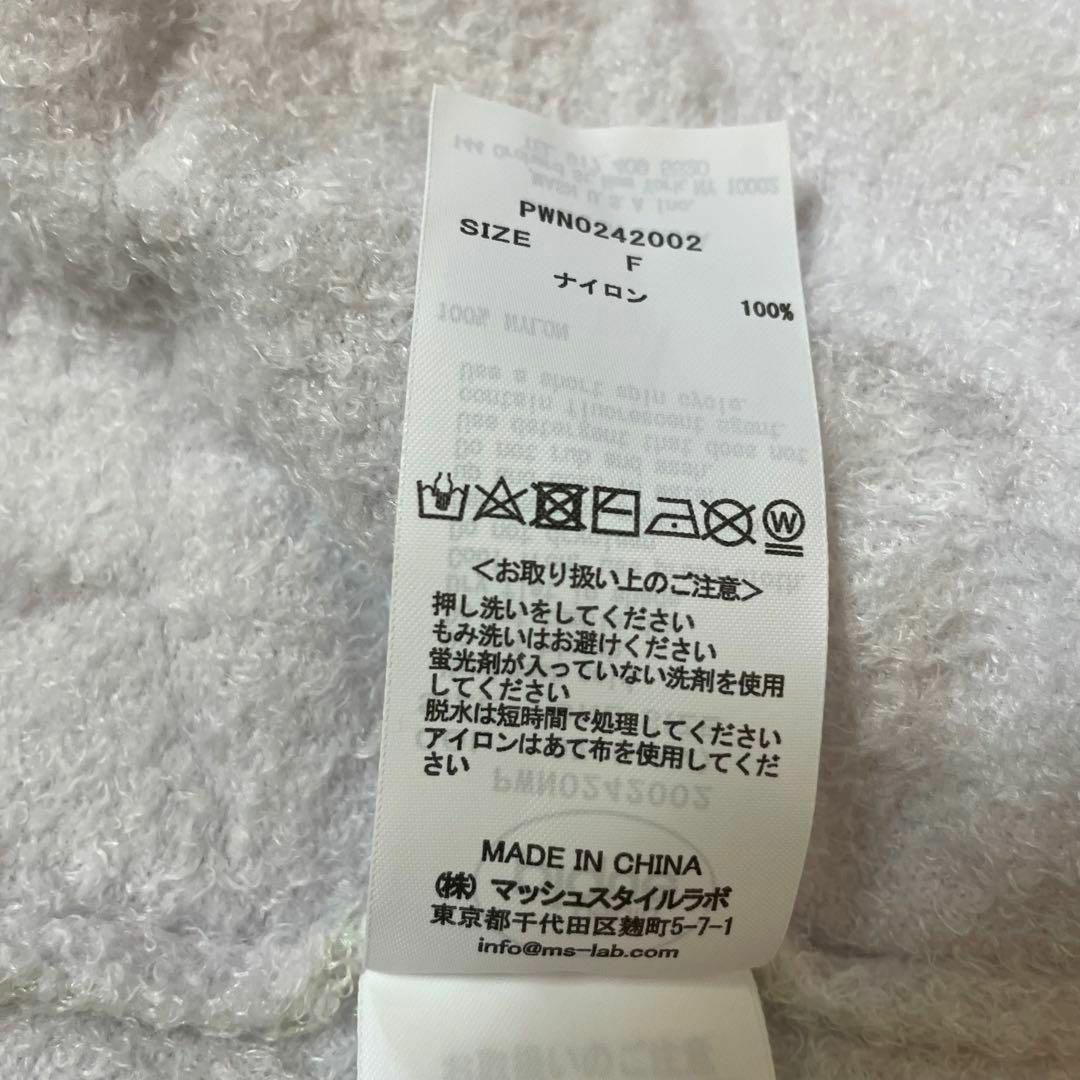 PWN0242002
SIZE F
ナイロン 100%
W
<お取り扱い上のご注意>
押し洗いをしてください
もみ洗いはお避けください
蛍光剤が入っていない洗剤を使用
してください
脱水は短時間で処理してください
アイロンはあて布を使用してくだ
さい
MADE IN CHINA
(株) マッシュスタイルラボ
東京都千代田区麹町5-7-1
info@ms-lab.com